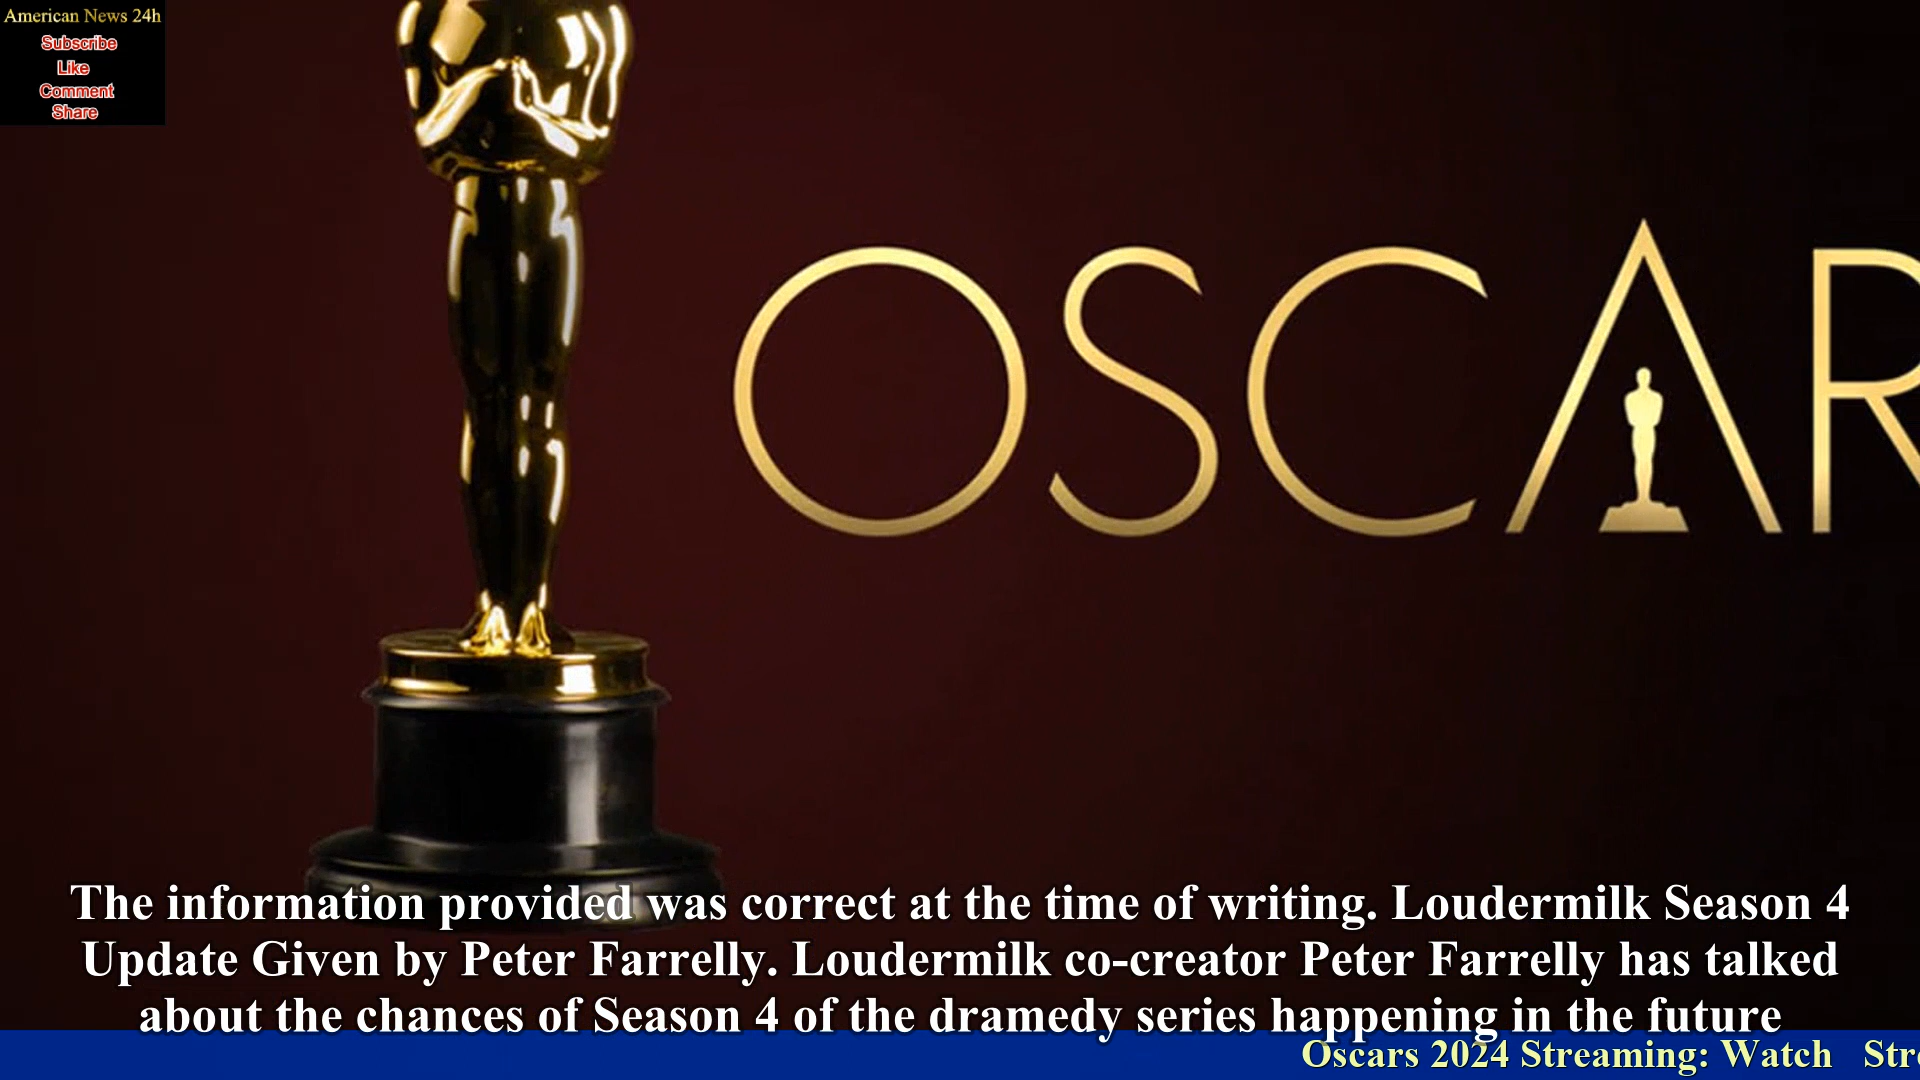 American News 24h
Subscribe
Like
Comment
Share
OSCAR
The information provided was correct at the time of writing. Loudermilk Season 4
Update Given by Peter Farrelly. Loudermilk co-creator Peter Farrelly has talked
about the chances of Season 4 of the dramedy series happening in the future
Oscars 2024 Streaming: Watch